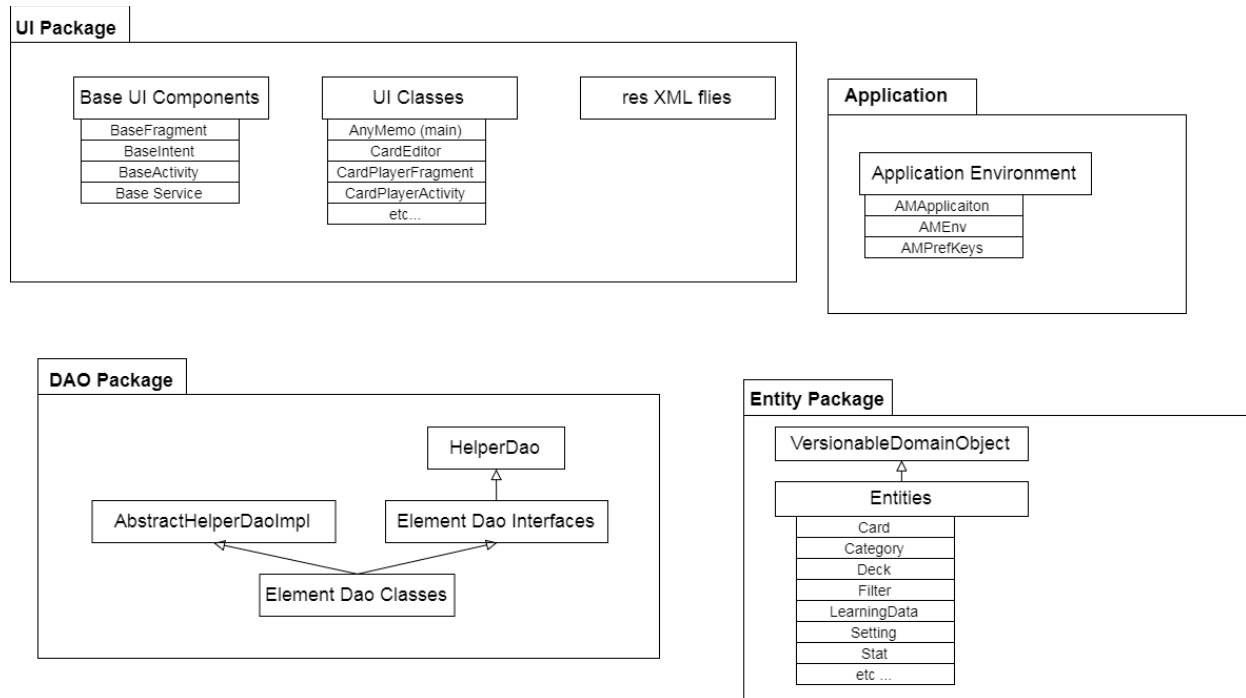 UI Package
Base UI Components
BaseFragment
BaseIntent
BaseActivity
Base Service
UI Classes
AnyMemo (main)
CardEditor
CardPlayerFragment
CardPlayerActivity
etc...
res XML flies
Application
Application Environment
AMApplicaiton
AMEnv
AMPrefKeys
DAO Package
HelperDao
AbstractHelperDaoImpl
Element Dao Interfaces
Element Dao Classes
Entity Package
VersionableDomainObject
Entities
Card
Category
Deck
Filter
LearningData
Setting
Stat
etc ...